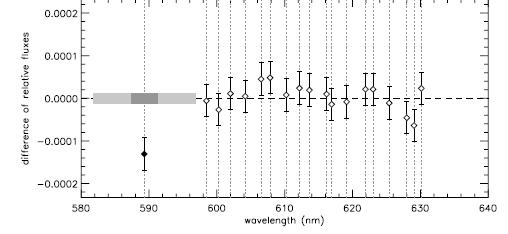 difference of relative fluxes
0.0002
0.0001
0.0000
−0.0001
−0.0002
580 590 600 610 620 630 640
wavelength (nm)